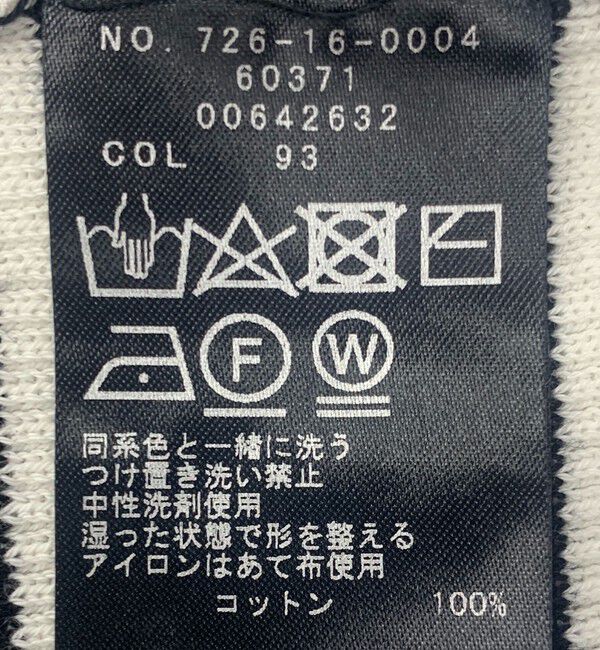 NO. 726-16-0004
60371
00642632
COL 93
F W
同系色と一緒に洗う
つけ置き洗い禁止
中性洗剤使用
湿った状態で形を整える
アイロンはあて布使用
コットン 100%